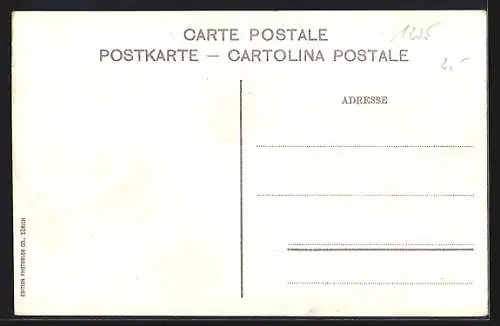 CARTE POSTALE
POSTKARTE — CARTOLINA POSTALE
ADRESSE
EDITION PHOTOGLOB CO., ZÜRICH